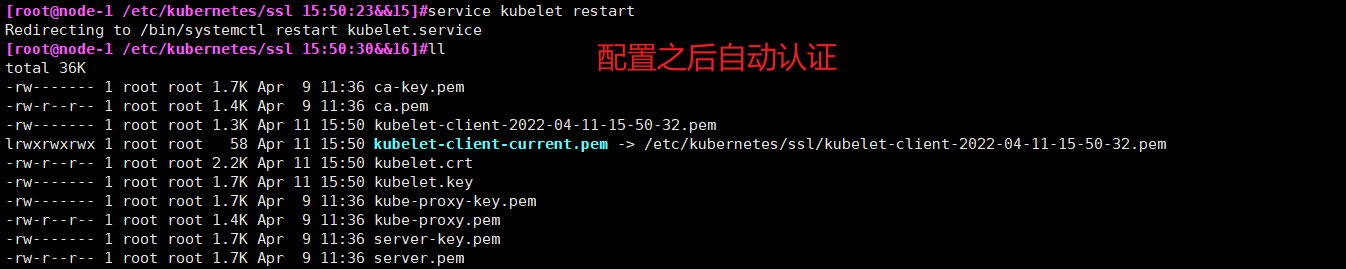 [root@node-1 /etc/kubernetes/ssl 15:50:23&&15]#service kubelet restart
Redirecting to /bin/systemctl restart kubelet.service
[root@node-1 /etc/kubernetes/ssl 15:50:30&&16]#ll
配置之后自动认证
total 36K
-rw------- 1 root root 1.7K Apr  9 11:36 ca-key.pem
-rw-r--r-- 1 root root 1.4K Apr  9 11:36 ca.pem
-rw------- 1 root root 1.3K Apr 11 15:50 kubelet-client-2022-04-11-15-50-32.pem
lrwxrwxrwx 1 root root   58 Apr 11 15:50 kubelet-client-current.pem -> /etc/kubernetes/ssl/kubelet-client-2022-04-11-15-50-32.pem
-rw-r--r-- 1 root root 2.2K Apr 11 15:50 kubelet.crt
-rw------- 1 root root 1.7K Apr 11 15:50 kubelet.key
-rw------- 1 root root 1.7K Apr  9 11:36 kube-proxy-key.pem
-rw-r--r-- 1 root root 1.4K Apr  9 11:36 kube-proxy.pem
-rw------- 1 root root 1.7K Apr  9 11:36 server-key.pem
-rw-r--r-- 1 root root 1.7K Apr  9 11:36 server.pem